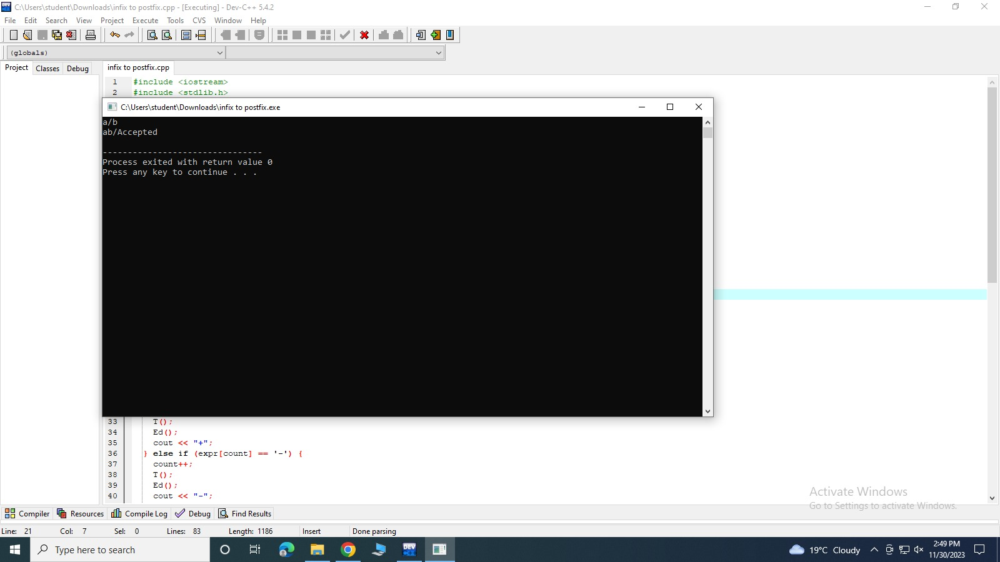 C:\Users\student\Downloads\infix to postfix.cpp - [Executing] - Dev-C++ 5.4.2
File Edit Search View Project Execute Tools CVS Window Help
(globals)
Project Classes Debug infix to postfix.cpp
1 #include <iostream>
2 #include <stdlib.h>
C:\Users\student\Downloads\infix to postfix.exe
a/b
ab/Accepted
--------------------------------
Process exited with return value 0
Press any key to continue . . .
33 T();
34 Ed();
35 cout << "+";
36 } else if (expr[count] == '-') {
37 count++;
38 T();
39 Ed();
40 cout << "-";
Activate Windows
Go to Settings to activate Windows.
Compiler Resources Compile Log Debug Find Results
Line: 21 Col: 7 Sel: 0 Lines: 83 Length: 1186 Insert Done parsing
Type here to search DEV 19°C Cloudy 2:49 PM
11/30/2023